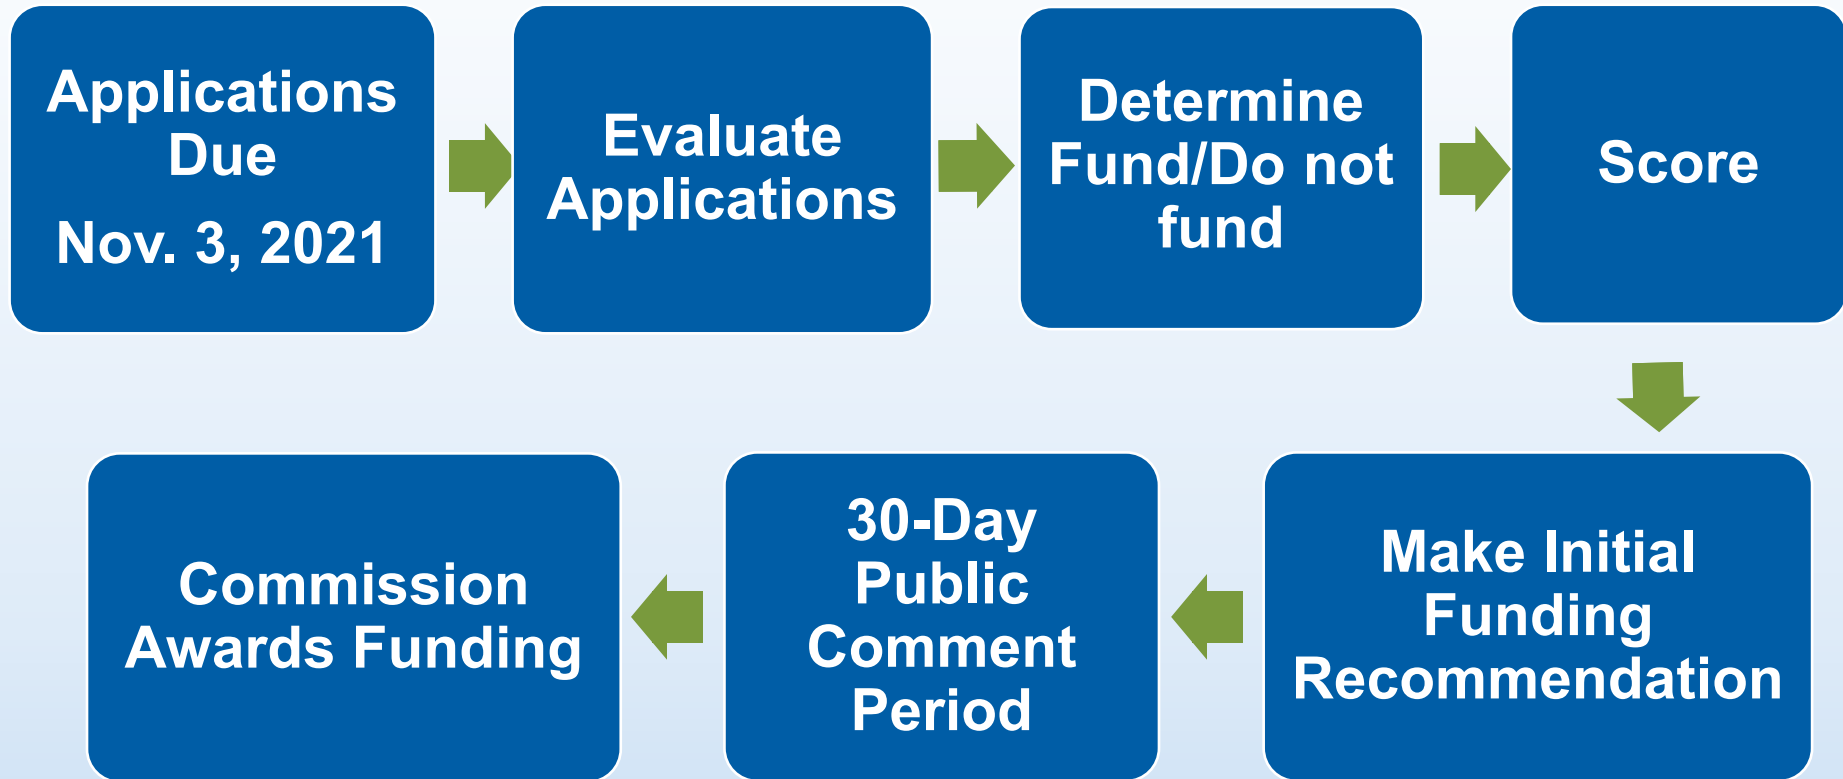 Applications
Due
Nov. 3, 2021
Evaluate
Applications
Determine
Fund/Do not
fund
Score
Make Initial
Funding
Recommendation
30-Day
Public
Comment
Period
Commission
Awards Funding